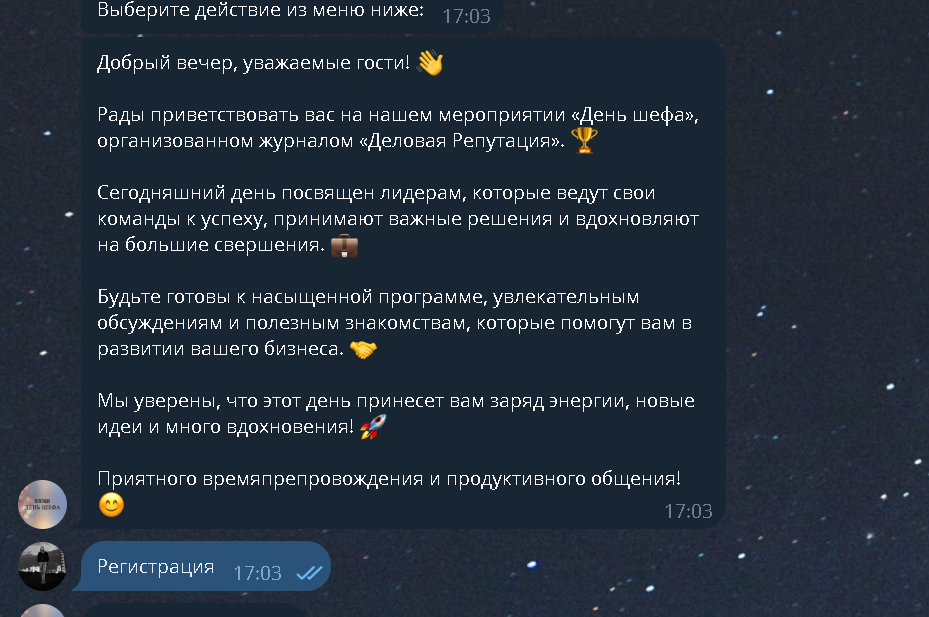 Выберите действие из меню ниже:
17:03
Добрый вечер, уважаемые гости! 👋
Рады приветствовать вас на нашем мероприятии «День шефа»,
организованном журналом «Деловая Репутация». 🏆
Сегодняшний день посвящен лидерам, которые ведут свои
команды к успеху, принимают важные решения и вдохновляют
на большие свершения. 💼
Будьте готовы к насыщенной программе, увлекательным
обсуждениям и полезным знакомствам, которые помогут вам в
развитии вашего бизнеса. 🤝
Мы уверены, что этот день принесет вам заряд энергии, новые
идеи и много вдохновения! 🚀
Приятного времяпрепровождения и продуктивного общения!
😊
17:03
ДЕНЬ ШЕФА
Регистрация 17:03